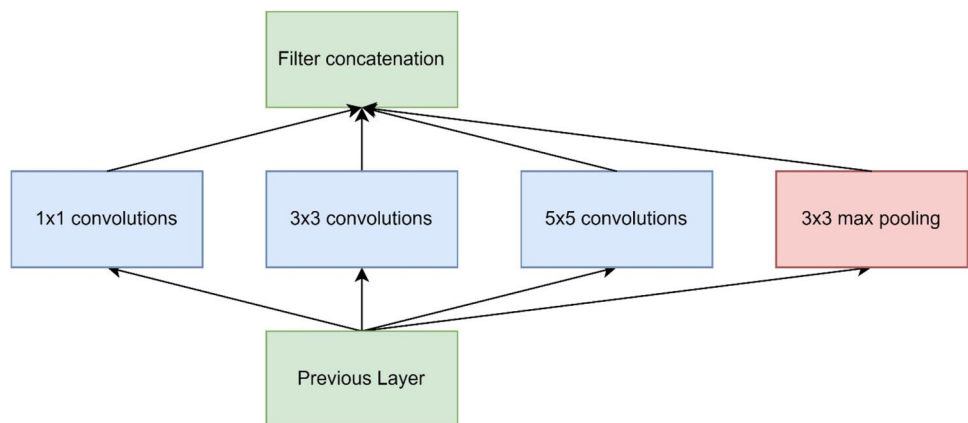 Filter concatenation
1x1 convolutions
3x3 convolutions
5x5 convolutions
3x3 max pooling
Previous Layer